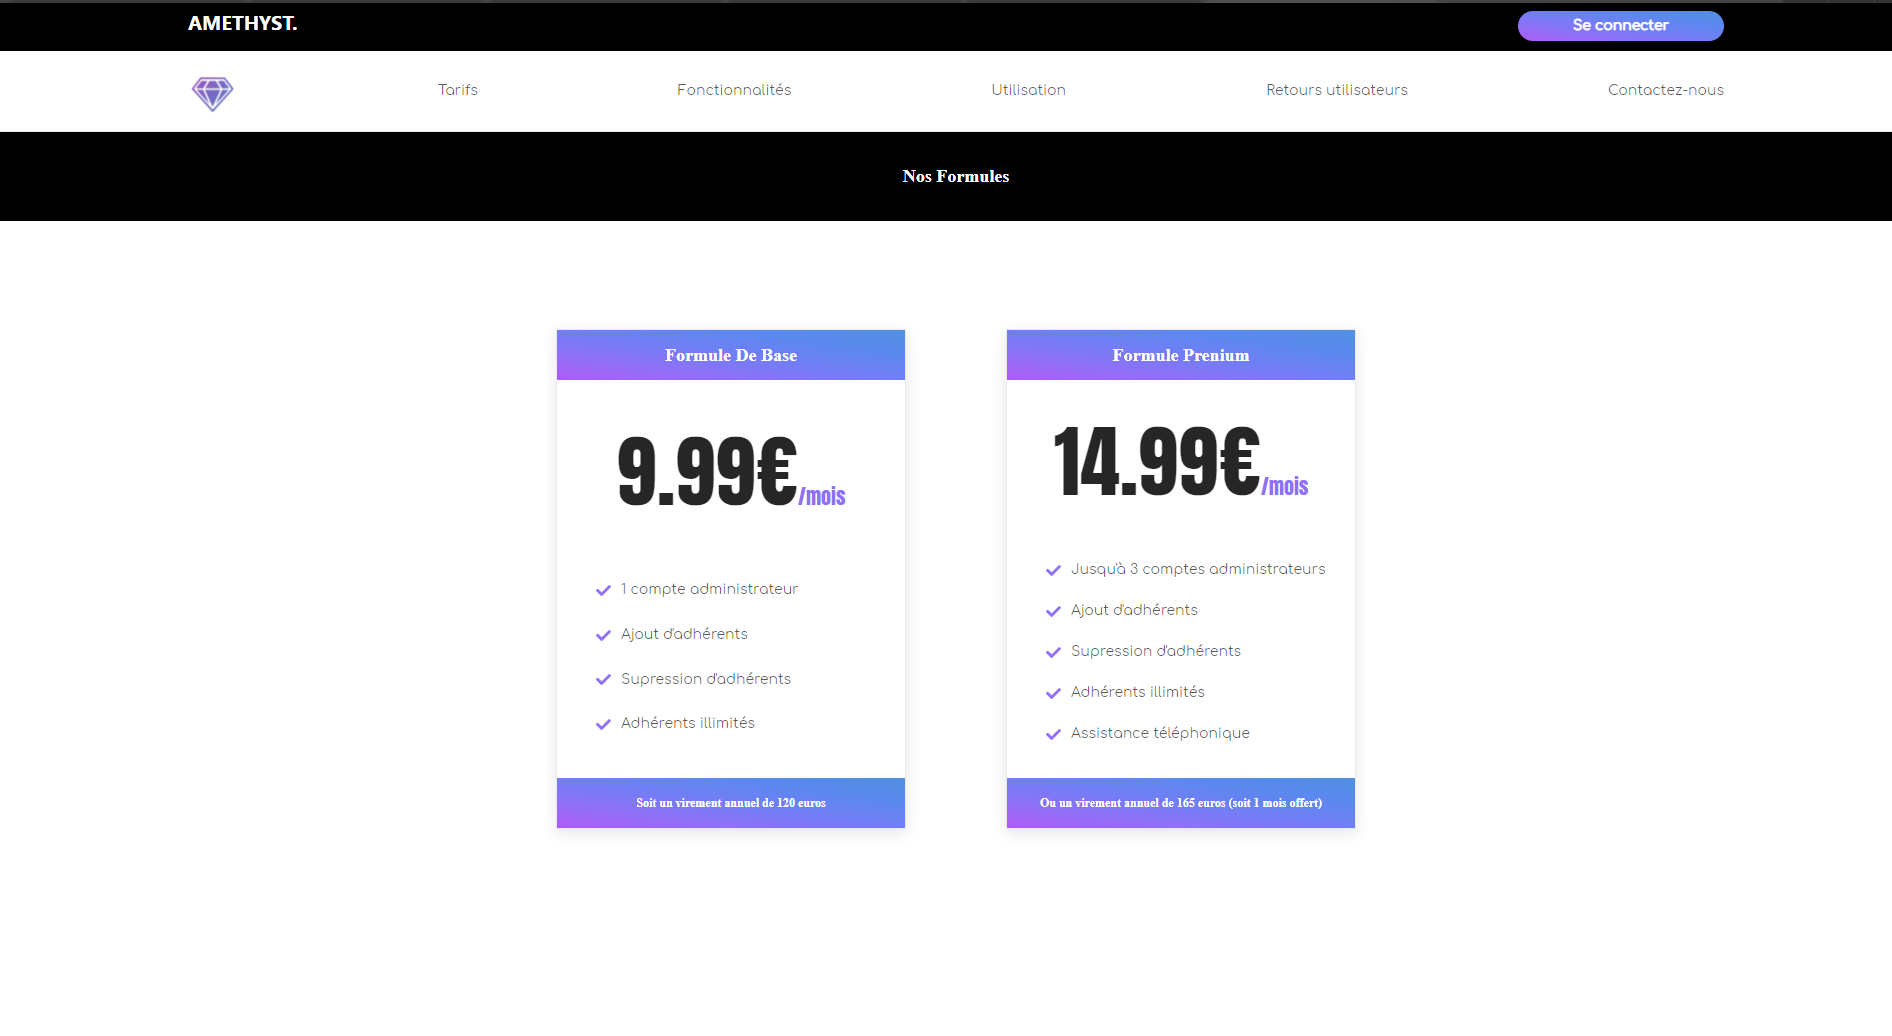 AMETHYST.
Se connecter
Tarifs
Fonctionnalités
Utilisation
Retours utilisateurs
Contactez-nous
Nos Formules
Formule De Base
9.99€/mois
1 compte administrateur
Ajout d'adhérents
Supression d'adhérents
Adhérents illimités
Soit un virement annuel de 120 euros
Formule Prenium
14.99€/mois
Jusqu'à 3 comptes administrateurs
Ajout d'adhérents
Supression d'adhérents
Adhérents illimités
Assistance téléphonique
Ou un virement annuel de 165 euros (soit 1 mois offert)